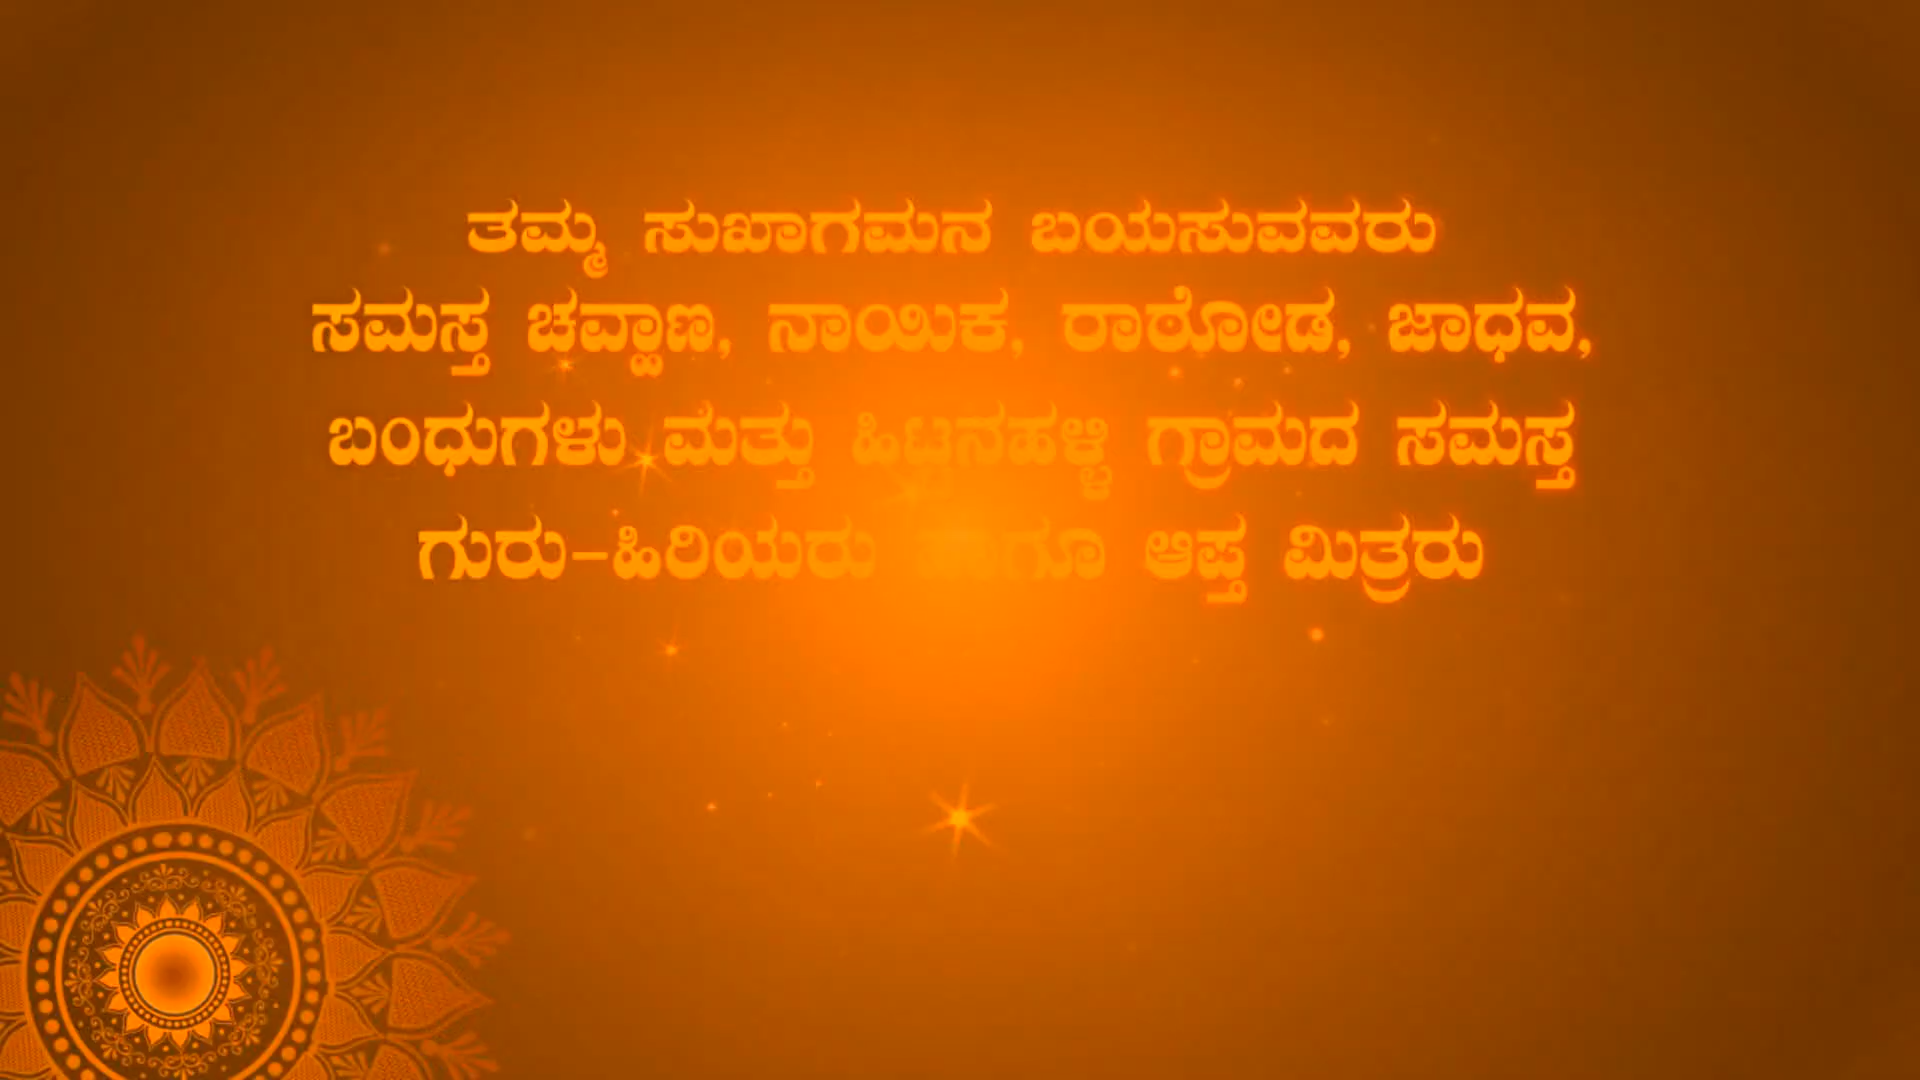 ತಮ್ಮ ಸುಖಾಗಮನ ಬಯಸುವವರು
ಸಮಸ್ತ ಚವ್ಹಾಣ, ನಾಯಿಕ, ರಾಠೋಡ, ಜಾಧವ,
ಬಂಧುಗಳು ಮತ್ತು ಹಿಟ್ಟನಹಳ್ಳಿ ಗ್ರಾಮದ ಸಮಸ್ತ
ಗುರು-ಹಿರಿಯರು ಹಾಗೂ ಆಪ್ತ ಮಿತ್ರರು